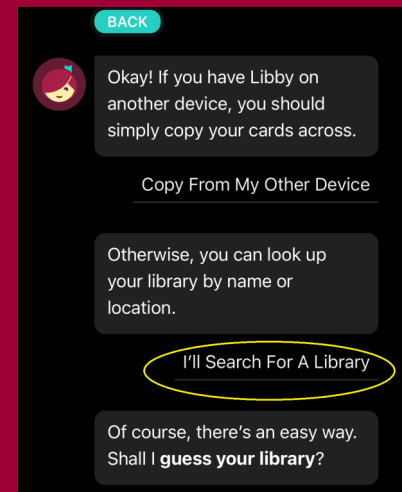 BACK
Okay! If you have Libby on
another device, you should
simply copy your cards across.
Copy From My Other Device
Otherwise, you can look up
your library by name or
location.
I’ll Search For A Library
Of course, there’s an easy way.
Shall I guess your library?